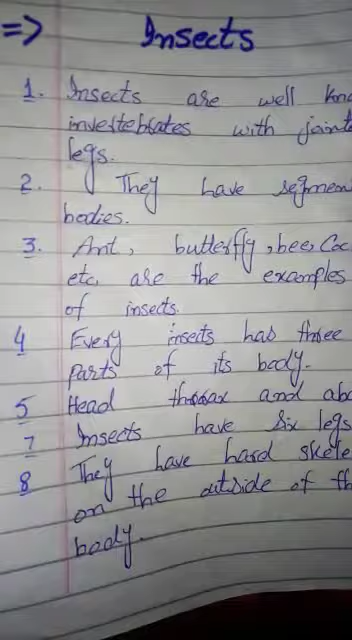 => Insects
1. Insects are well kno
invertebrates with joint
legs.
2. They have segmen
bodies.
3. Ant, butterfly, bee, Coc
etc, are the examples
of insects.
4 Every insects has three
parts of its body.
5 Head thorax and abd
7 Insects have six legs
8 They have hard skele
on the outside of th
body.